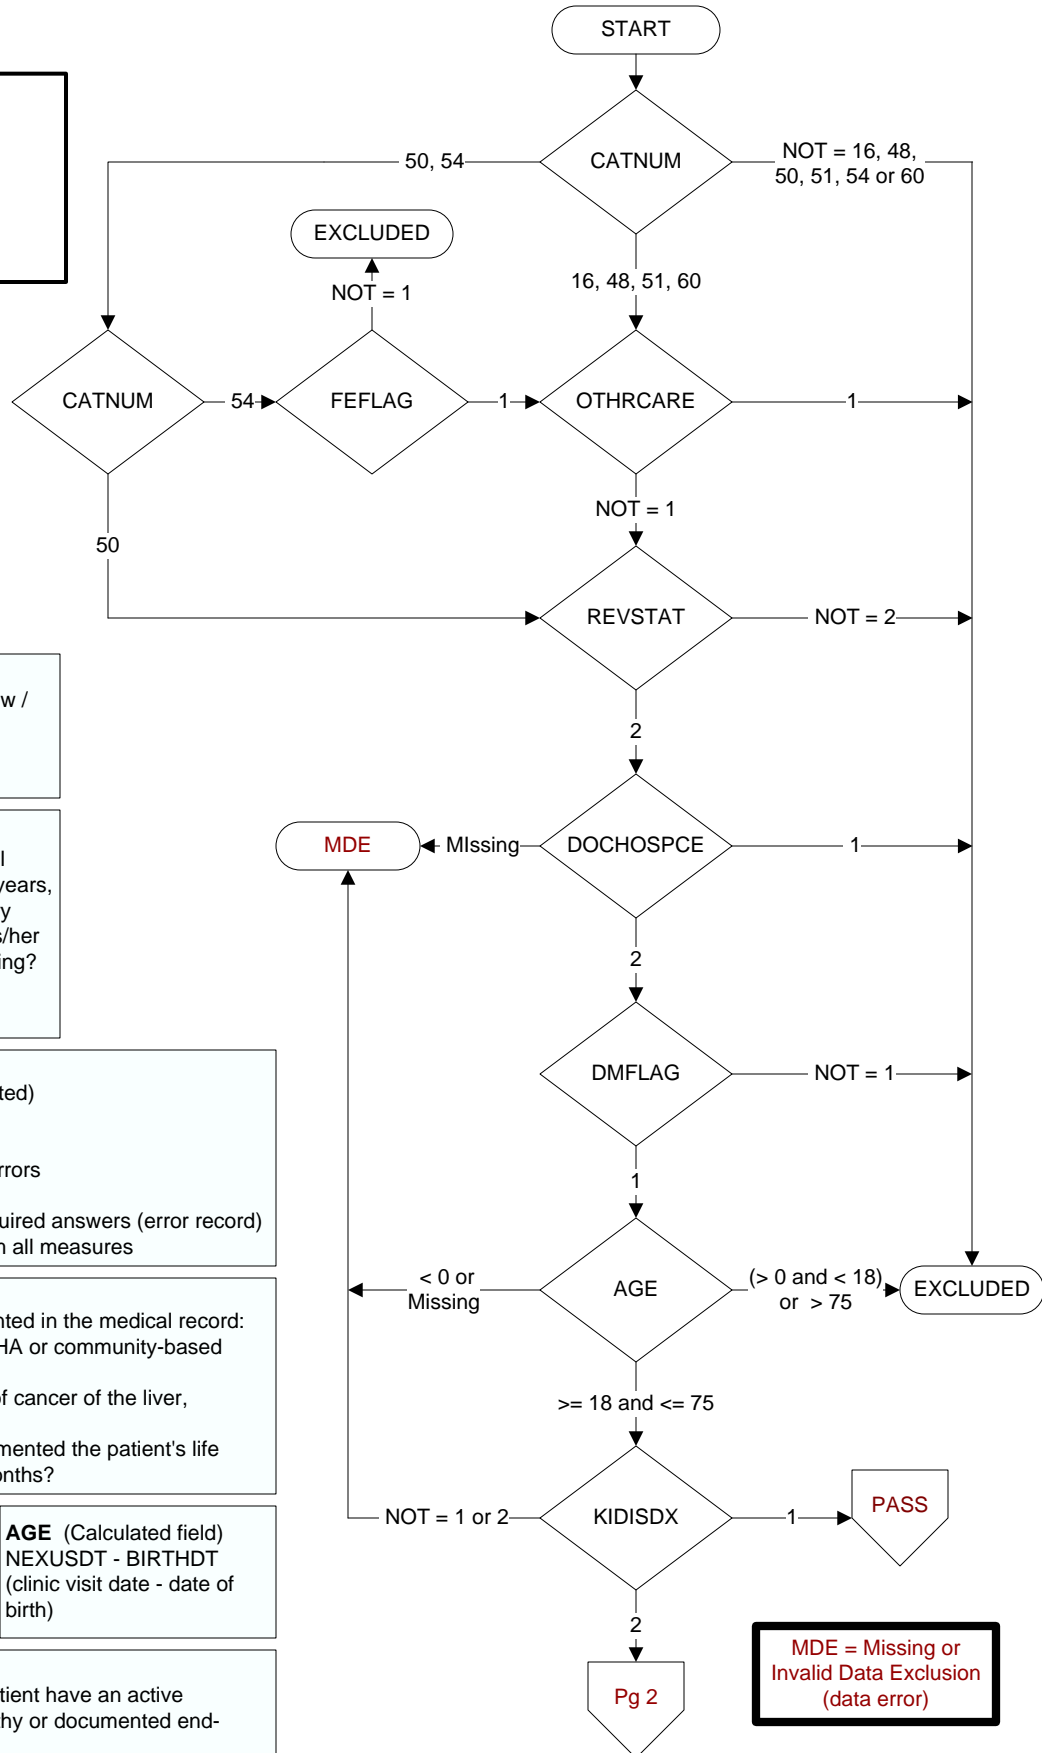 START
CATNUM
50, 54
NOT = 16, 48,
50, 51, 54 or 60
EXCLUDED
NOT = 1
16, 48, 51, 60
CATNUM
54
FEFLAG
1
OTHRCARE
1
NOT = 1
50
REVSTAT
NOT = 2
w /
2
MDE
MIssing
DOCHOSPCE
1
l
years,
y
s/her
ing?
2
DMFLAG
NOT = 1
ted)
rrors
uired answers (error record)
n all measures
1
< 0 or
Missing
AGE
(> 0 and < 18)
or > 75
EXCLUDED
nted in the medical record:
HA or community-based
of cancer of the liver,
mented the patient's life
onths?
>= 18 and <= 75
NOT = 1 or 2
KIDISDX
1
PASS
AGE (Calculated field)
NEXUSDT - BIRTHDT
(clinic visit date - date of
birth)
2
Pg 2
MDE = Missing or
Invalid Data Exclusion
(data error)
tient have an active
thy or documented end-